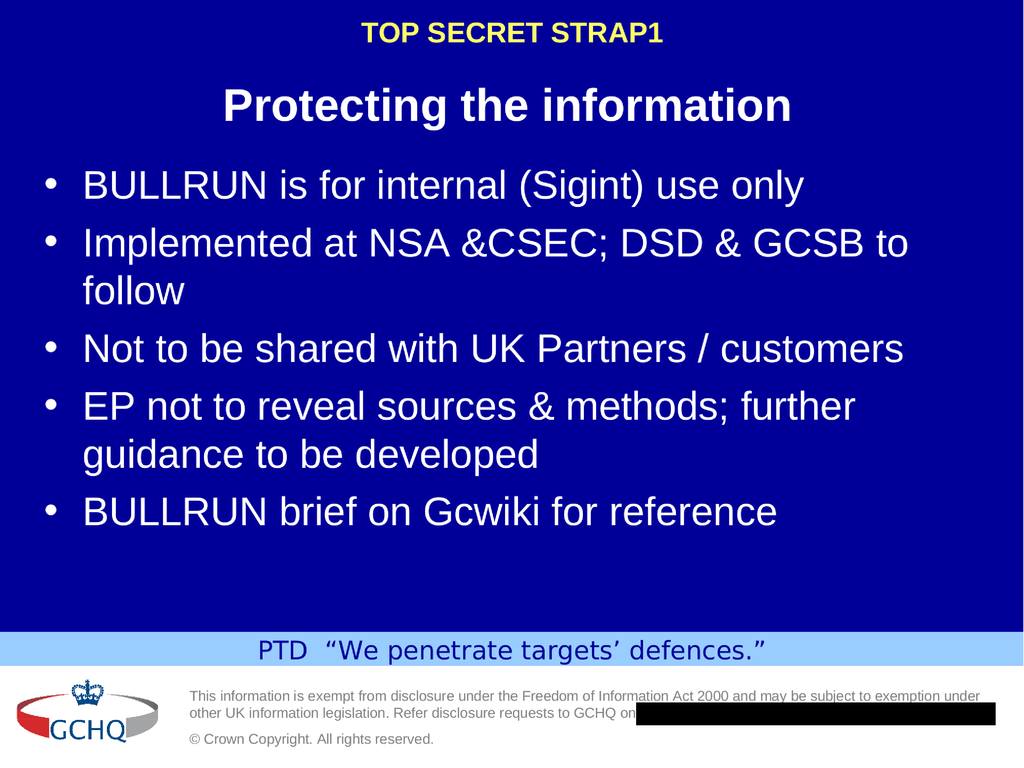 TOP SECRET STRAP1
Protecting the information
• BULLRUN is for internal (Sigint) use only
• Implemented at NSA &CSEC; DSD & GCSB to
follow
• Not to be shared with UK Partners / customers
• EP not to reveal sources & methods; further
guidance to be developed
• BULLRUN brief on Gcwiki for reference
PTD “We penetrate targets’ defences.”
GCHQ
This information is exempt from disclosure under the Freedom of Information Act 2000 and may be subject to exemption under
other UK information legislation. Refer disclosure requests to GCHQ on
© Crown Copyright. All rights reserved.